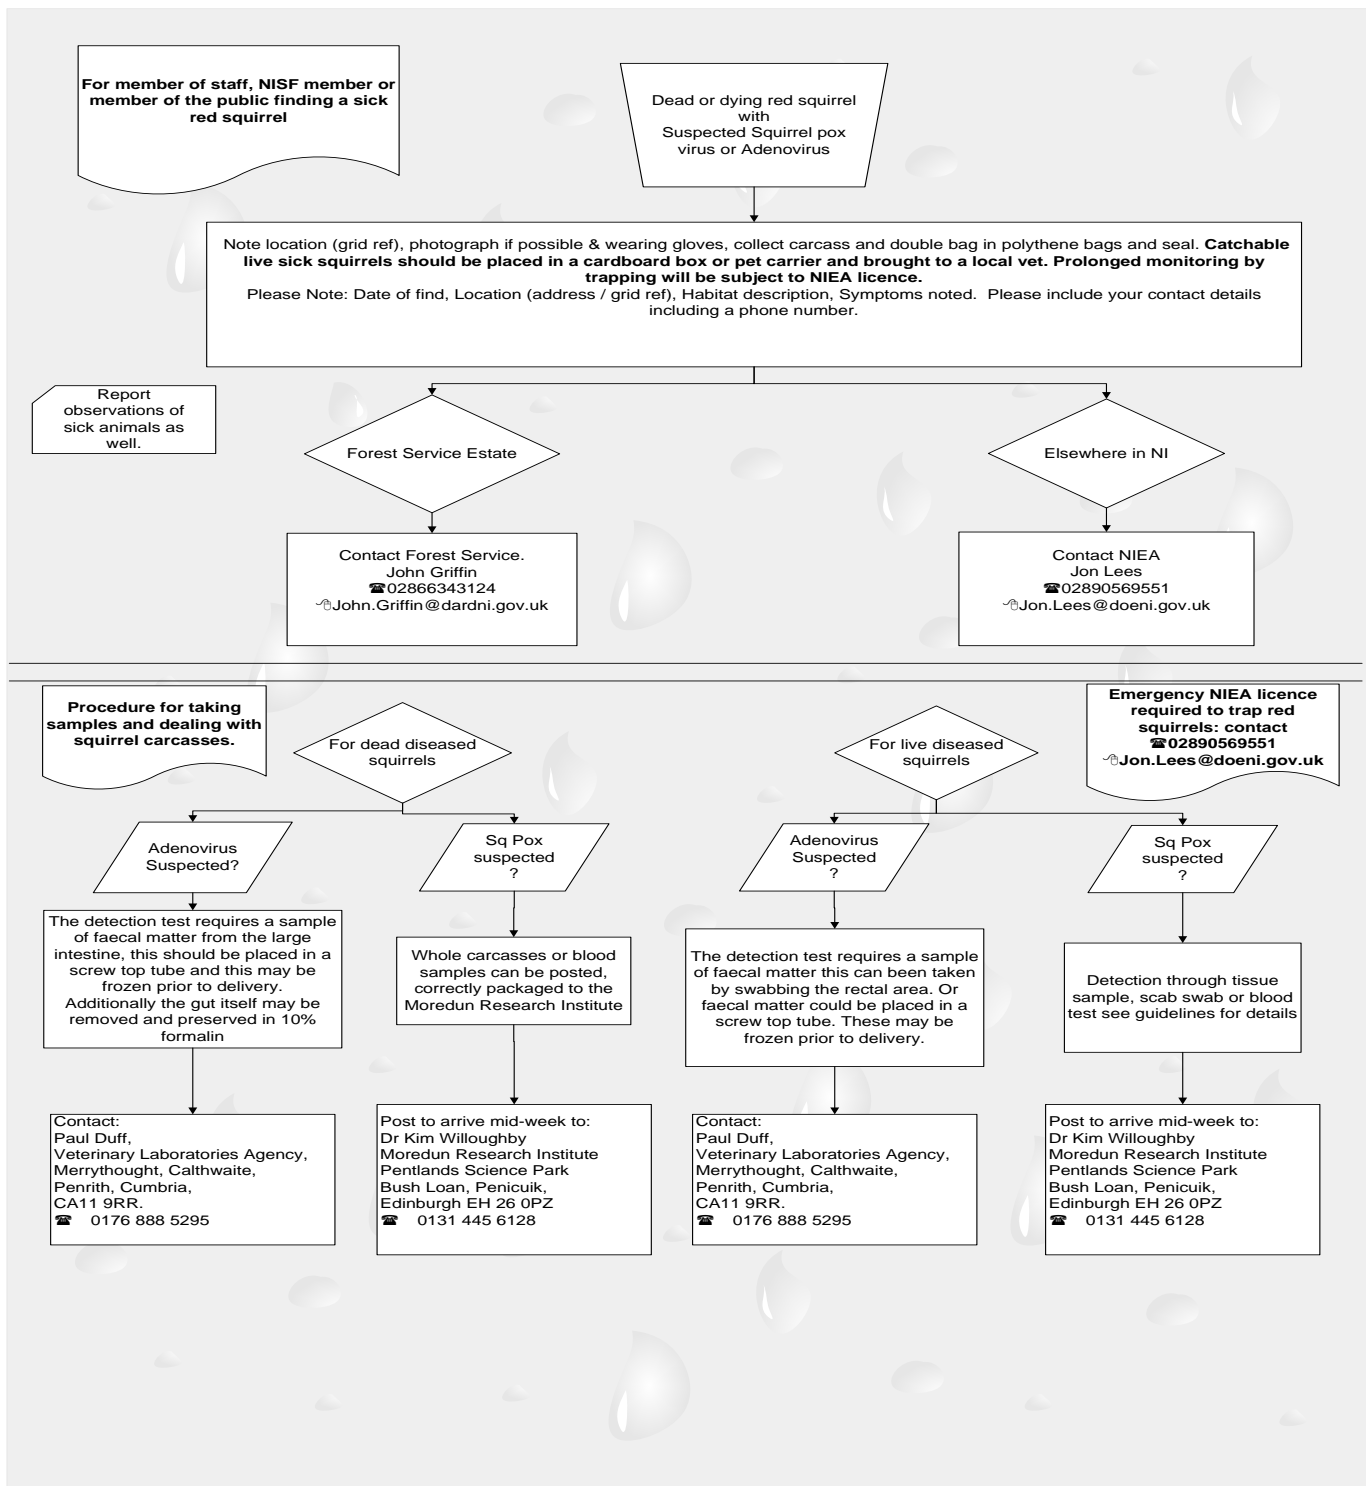 For member of staff, NISF member or
member of the public finding a sick
red squirrel
Dead or dying red squirrel
with
Suspected Squirrel pox
virus or Adenovirus
Note location (grid ref), photograph if possible & wearing gloves, collect carcass and double bag in polythene bags and seal. Catchable
live sick squirrels should be placed in a cardboard box or pet carrier and brought to a local vet. Prolonged monitoring by
trapping will be subject to NIEA licence.
Please Note: Date of find, Location (address / grid ref), Habitat description, Symptoms noted.  Please include your contact details
including a phone number.
Report
observations of
sick animals as
well.
Forest Service Estate
Elsewhere in NI
Contact Forest Service.
John Griffin
☎02866343124
🖰John.Griffin@dardni.gov.uk
Contact NIEA
Jon Lees
☎02890569551
🖰Jon.Lees@doeni.gov.uk
Procedure for taking
samples and dealing with
squirrel carcasses.
For dead diseased
squirrels
For live diseased
squirrels
Emergency NIEA licence
required to trap red
squirrels: contact
☎02890569551
🖰Jon.Lees@doeni.gov.uk
Adenovirus
Suspected?
Sq Pox
suspected
?
Adenovirus
Suspected
?
Sq Pox
suspected
?
The detection test requires a sample
of faecal matter from the large
intestine, this should be placed in a
screw top tube and this may be
frozen prior to delivery.
Additionally the gut itself may be
removed and preserved in 10%
formalin
Whole carcasses or blood
samples can be posted,
correctly packaged to the
Moredun Research Institute
The detection test requires a sample
of faecal matter this can been taken
by swabbing the rectal area. Or
faecal matter could be placed in a
screw top tube. These may be
frozen prior to delivery.
Detection through tissue
sample, scab swab or blood
test see guidelines for details
Contact:
Paul Duff,
Veterinary Laboratories Agency,
Merrythought, Calthwaite,
Penrith, Cumbria,
CA11 9RR.
☎ 0176 888 5295
Post to arrive mid-week to:
Dr Kim Willoughby
Moredun Research Institute
Pentlands Science Park
Bush Loan, Penicuik,
Edinburgh EH 26 0PZ
☎ 0131 445 6128
Contact:
Paul Duff,
Veterinary Laboratories Agency,
Merrythought, Calthwaite,
Penrith, Cumbria,
CA11 9RR.
☎ 0176 888 5295
Post to arrive mid-week to:
Dr Kim Willoughby
Moredun Research Institute
Pentlands Science Park
Bush Loan, Penicuik,
Edinburgh EH 26 0PZ
☎ 0131 445 6128